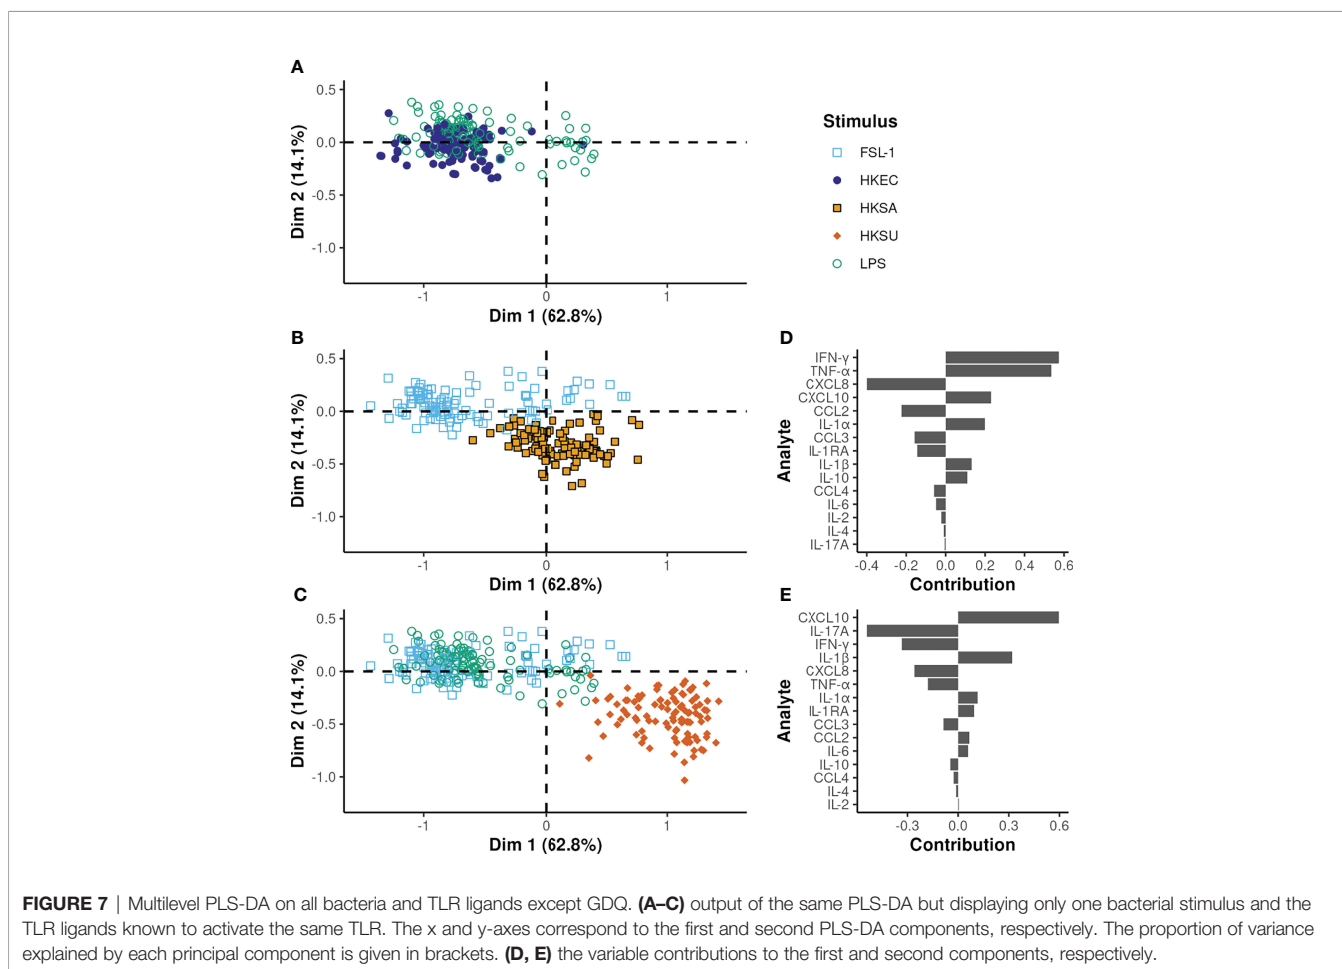 A
0.5
0.0
-0.5
-1.0
Dim 2 (14.1%)
-1 0 1
Dim 1 (62.8%)
Stimulus
FSL-1
HKEC
HKSA
HKSU
LPS
B
0.5
0.0
-0.5
-1.0
Dim 2 (14.1%)
-1 0 1
Dim 1 (62.8%)
D
IFN-γ
TNF-α
CXCL8
CXCL10
CCL2
IL-1α
CCL3
IL-1RA
IL-1β
IL-10
CCL4
IL-6
IL-2
IL-4
IL-17A
Analyte
-0.4 -0.2 0.0 0.2 0.4 0.6
Contribution
C
0.5
0.0
-0.5
-1.0
Dim 2 (14.1%)
-1 0 1
Dim 1 (62.8%)
E
CXCL10
IL-17A
IFN-γ
IL-1β
CXCL8
TNF-α
IL-1α
IL-1RA
CCL3
CCL2
IL-6
IL-10
CCL4
IL-4
IL-2
Analyte
-0.3 0.0 0.3 0.6
Contribution
FIGURE 7 | Multilevel PLS-DA on all bacteria and TLR ligands except GDQ. (A–C) output of the same PLS-DA but displaying only one bacterial stimulus and the
TLR ligands known to activate the same TLR. The x and y-axes correspond to the first and second PLS-DA components, respectively. The proportion of variance
explained by each principal component is given in brackets. (D, E) the variable contributions to the first and second components, respectively.